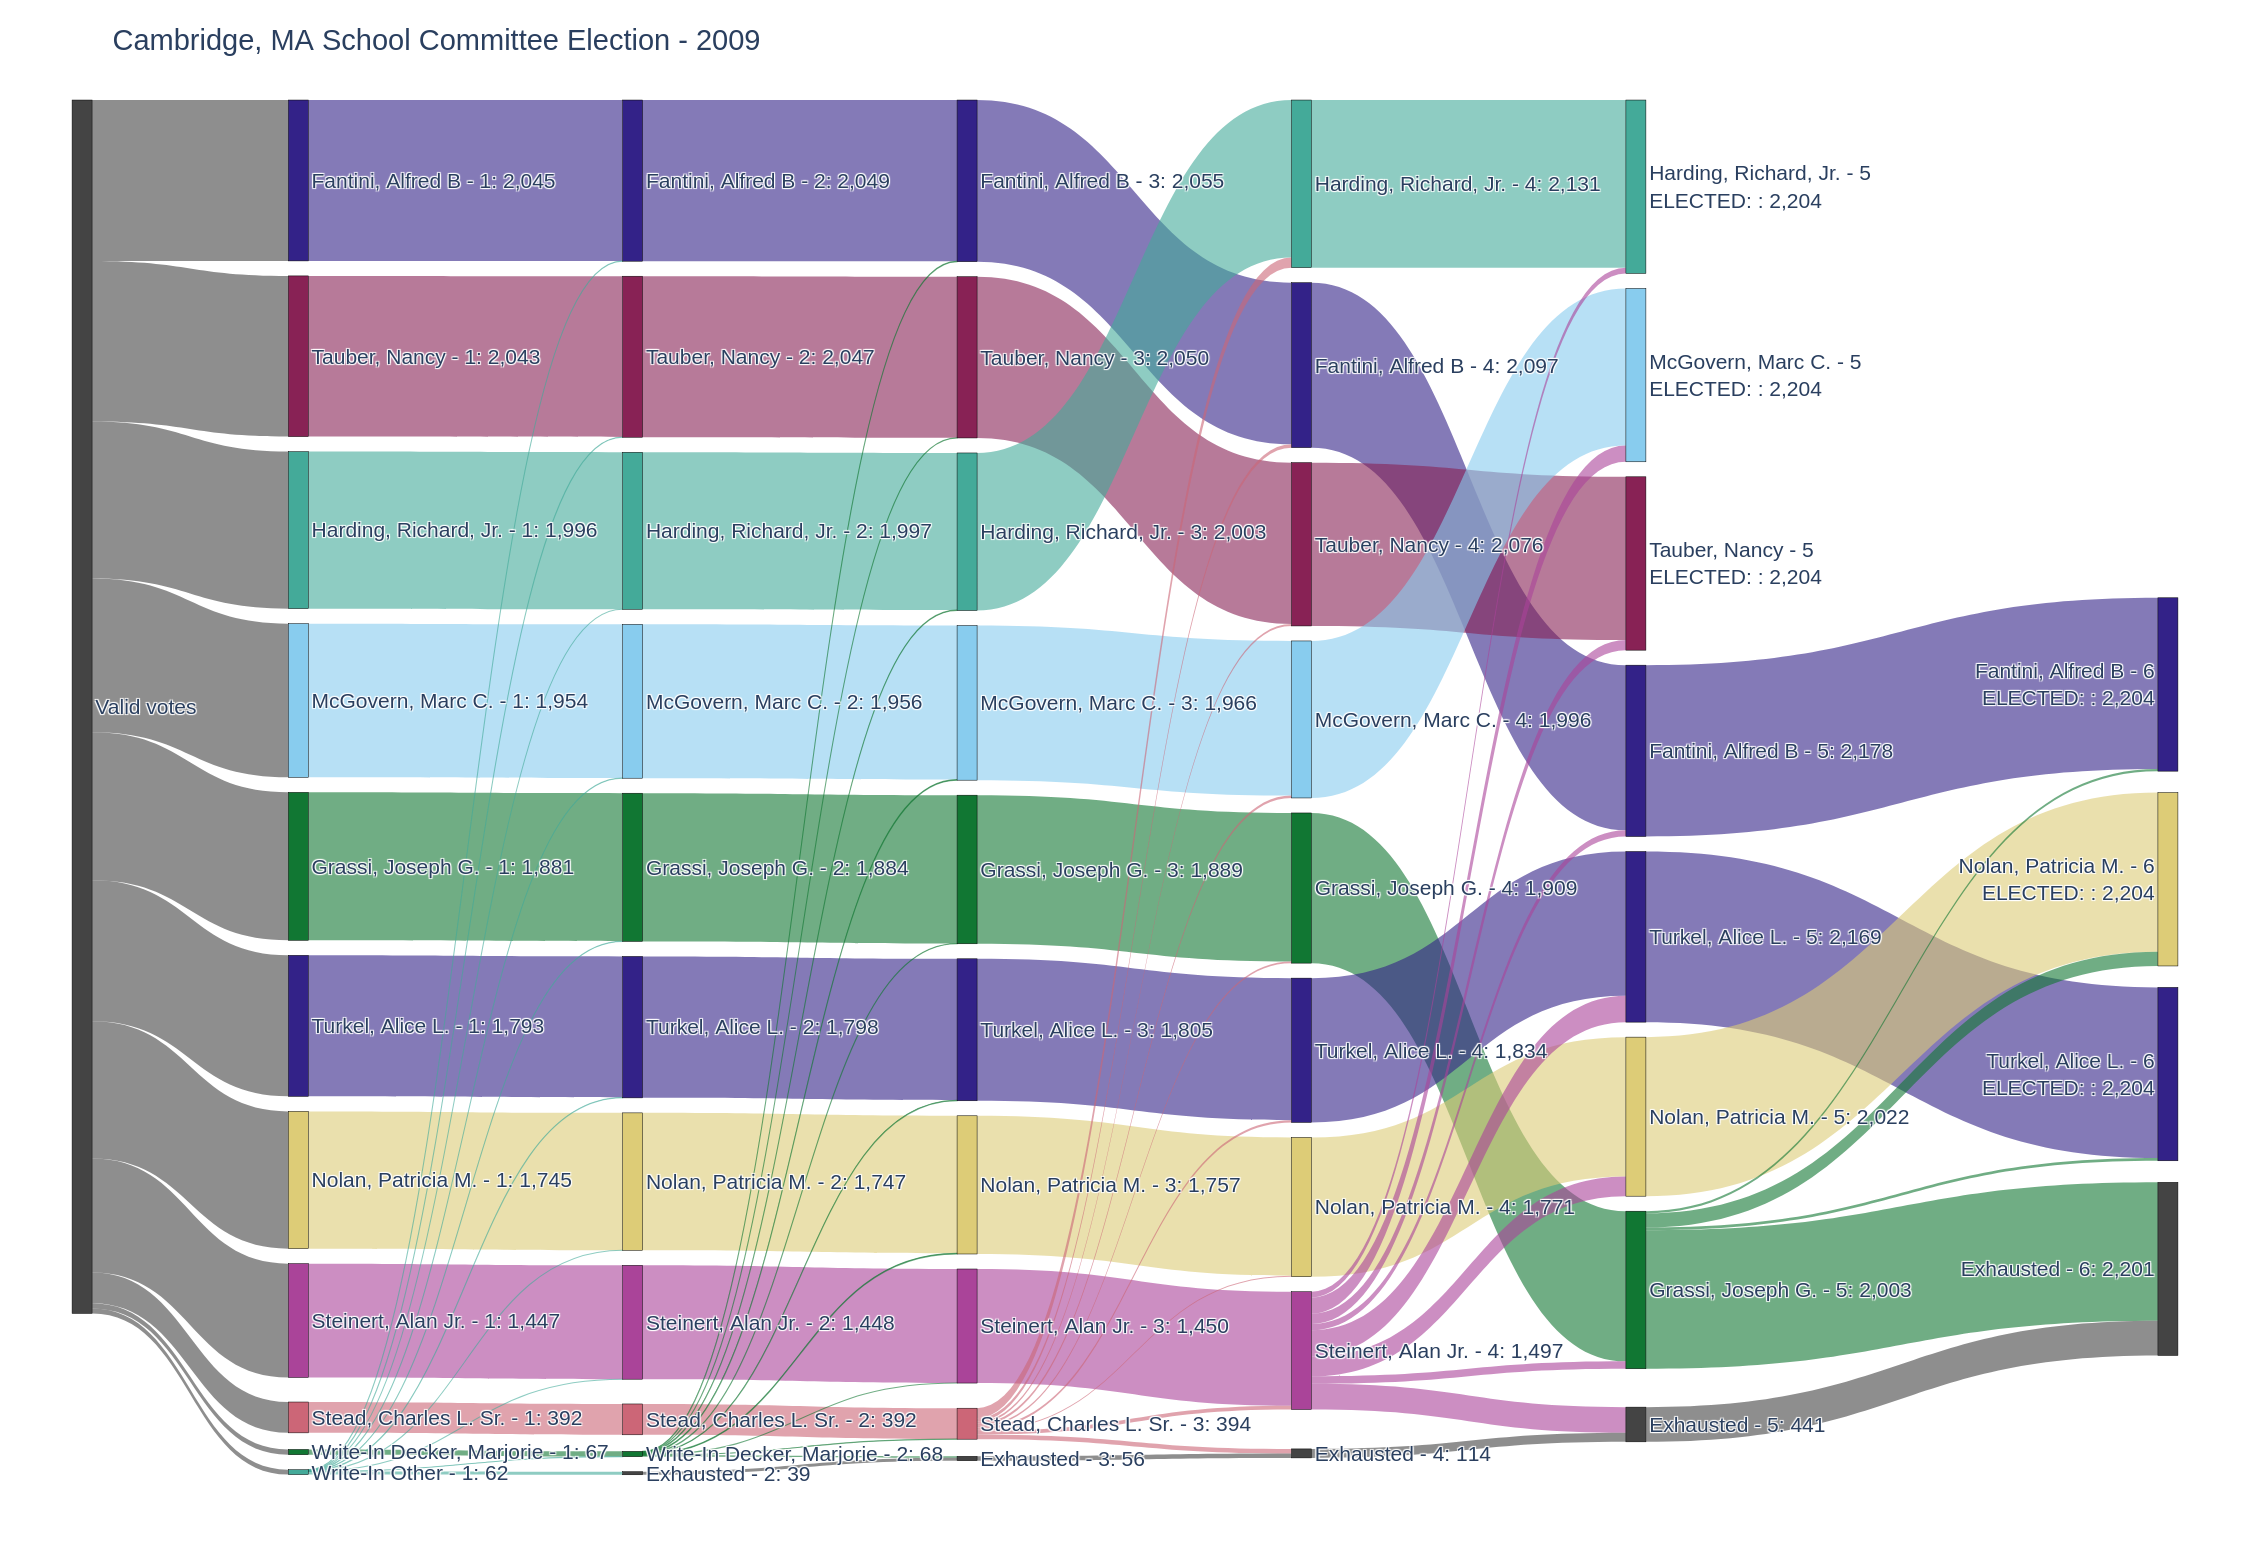 Cambridge, MA School Committee Election - 2009
Valid votes
Fantini, Alfred B - 1: 2,045
Tauber, Nancy - 1: 2,043
Harding, Richard, Jr. - 1: 1,996
McGovern, Marc C. - 1: 1,954
Grassi, Joseph G. - 1: 1,881
Turkel, Alice L. - 1: 1,793
Nolan, Patricia M. - 1: 1,745
Steinert, Alan Jr. - 1: 1,447
Stead, Charles L. Sr. - 1: 392
Write-In Decker, Marjorie - 1: 67
Write-In Other - 1: 62
Fantini, Alfred B - 2: 2,049
Tauber, Nancy - 2: 2,047
Harding, Richard, Jr. - 2: 1,997
McGovern, Marc C. - 2: 1,956
Grassi, Joseph G. - 2: 1,884
Turkel, Alice L. - 2: 1,798
Nolan, Patricia M. - 2: 1,747
Steinert, Alan Jr. - 2: 1,448
Stead, Charles L. Sr. - 2: 392
Write-In Decker, Marjorie - 2: 68
Exhausted - 2: 39
Fantini, Alfred B - 3: 2,055
Tauber, Nancy - 3: 2,050
Harding, Richard, Jr. - 3: 2,003
McGovern, Marc C. - 3: 1,966
Grassi, Joseph G. - 3: 1,889
Turkel, Alice L. - 3: 1,805
Nolan, Patricia M. - 3: 1,757
Steinert, Alan Jr. - 3: 1,450
Stead, Charles L. Sr. - 3: 394
Exhausted - 3: 56
Harding, Richard, Jr. - 4: 2,131
Fantini, Alfred B - 4: 2,097
Tauber, Nancy - 4: 2,076
McGovern, Marc C. - 4: 1,996
Grassi, Joseph G. - 4: 1,909
Turkel, Alice L. - 4: 1,834
Nolan, Patricia M. - 4: 1,771
Steinert, Alan Jr. - 4: 1,497
Exhausted - 4: 114
Harding, Richard, Jr. - 5
ELECTED: : 2,204
McGovern, Marc C. - 5
ELECTED: : 2,204
Tauber, Nancy - 5
ELECTED: : 2,204
Fantini, Alfred B - 5: 2,178
Turkel, Alice L. - 5: 2,169
Nolan, Patricia M. - 5: 2,022
Grassi, Joseph G. - 5: 2,003
Exhausted - 5: 441
Fantini, Alfred B - 6
ELECTED: : 2,204
Nolan, Patricia M. - 6
ELECTED: : 2,204
Turkel, Alice L. - 6
ELECTED: : 2,204
Exhausted - 6: 2,201